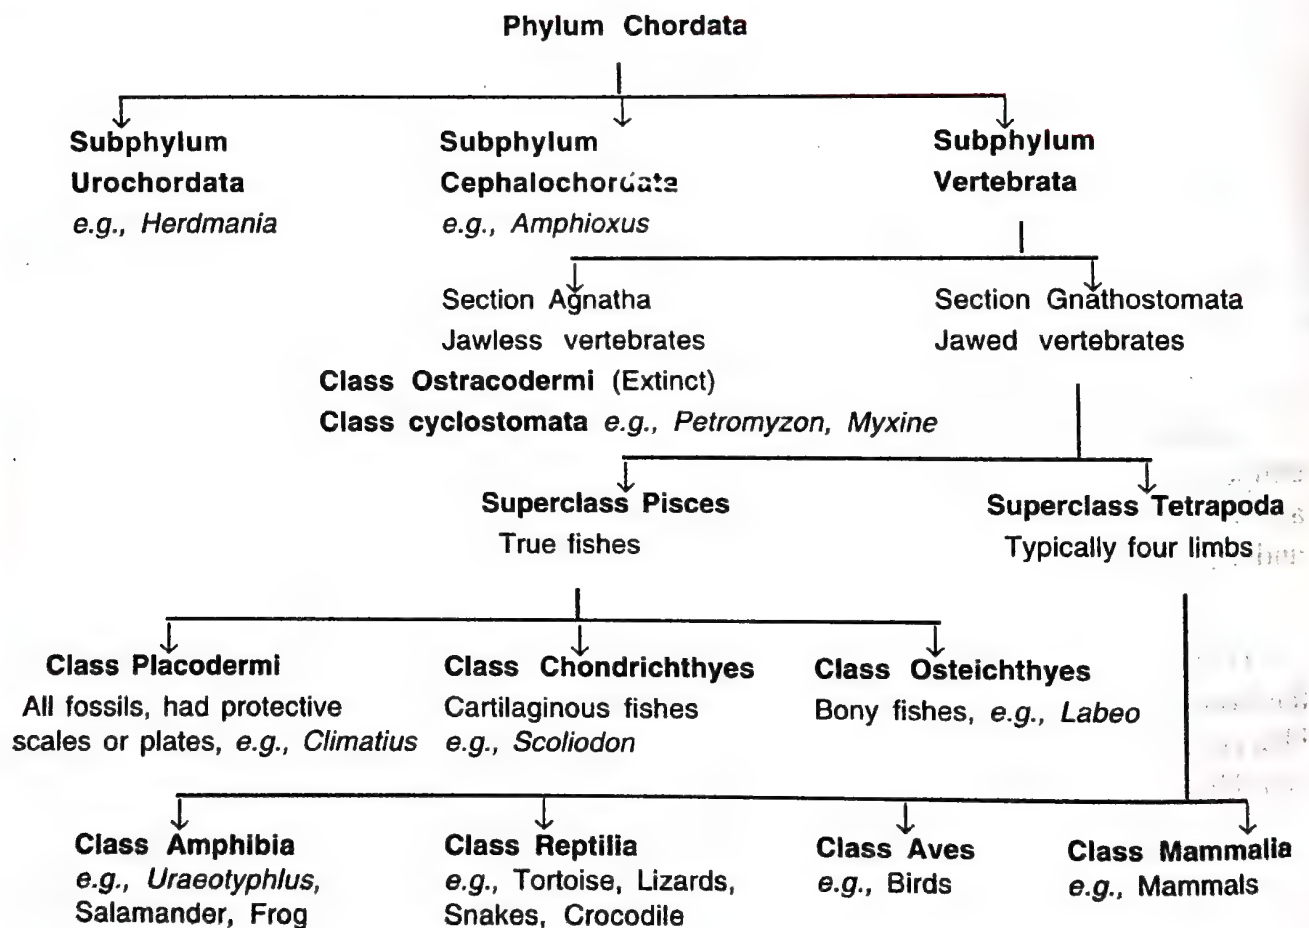 Phylum Chordata
Subphylum
Urochordata
e.g., Herdmania
Subphylum
Cephalochordata
e.g., Amphioxus
Subphylum
Vertebrata
Section Agnatha
Jawless vertebrates
Class Ostracodermi (Extinct)
Class cyclostomata e.g., Petromyzon, Myxine
Section Gnathostomata
Jawed vertebrates
Superclass Pisces
True fishes
Superclass Tetrapoda
Typically four limbs
Class Placodermi
All fossils, had protective
scales or plates, e.g., Climatius
Class Chondrichthyes
Cartilaginous fishes
e.g., Scoliodon
Class Osteichthyes
Bony fishes, e.g., Labeo
Class Amphibia
e.g., Uraeotyphlus,
Salamander, Frog
Class Reptilia
e.g., Tortoise, Lizards,
Snakes, Crocodile
Class Aves
e.g., Birds
Class Mammalia
e.g., Mammals